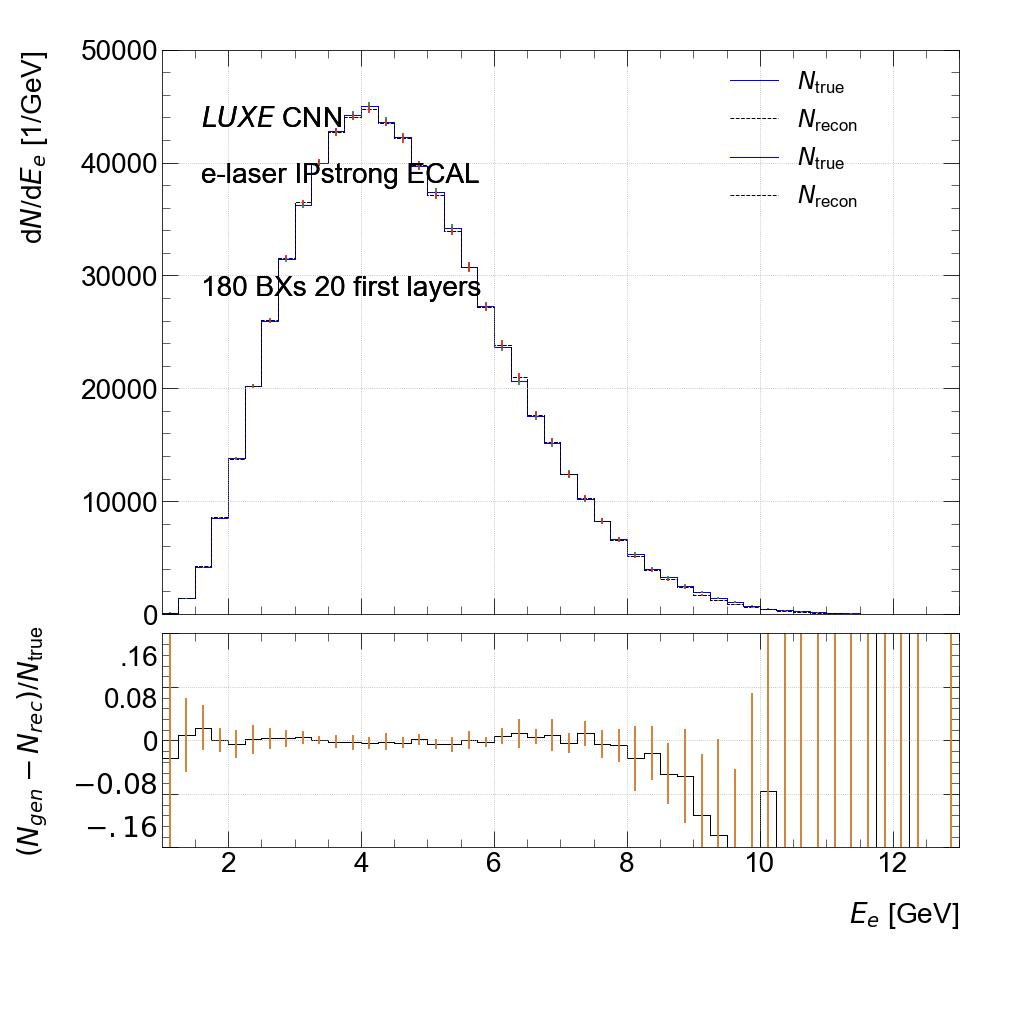 50000
40000
30000
20000
10000
0
dN/dE_e [1/GeV]
LUXE CNN
e-laser IPstrong ECAL
180 BXs 20 first layers
N_true
N_recon
N_true
N_recon
.16
0.08
0
−0.08
−.16
(N_gen − N_rec)/N_true
2 4 6 8 10 12
E_e [GeV]